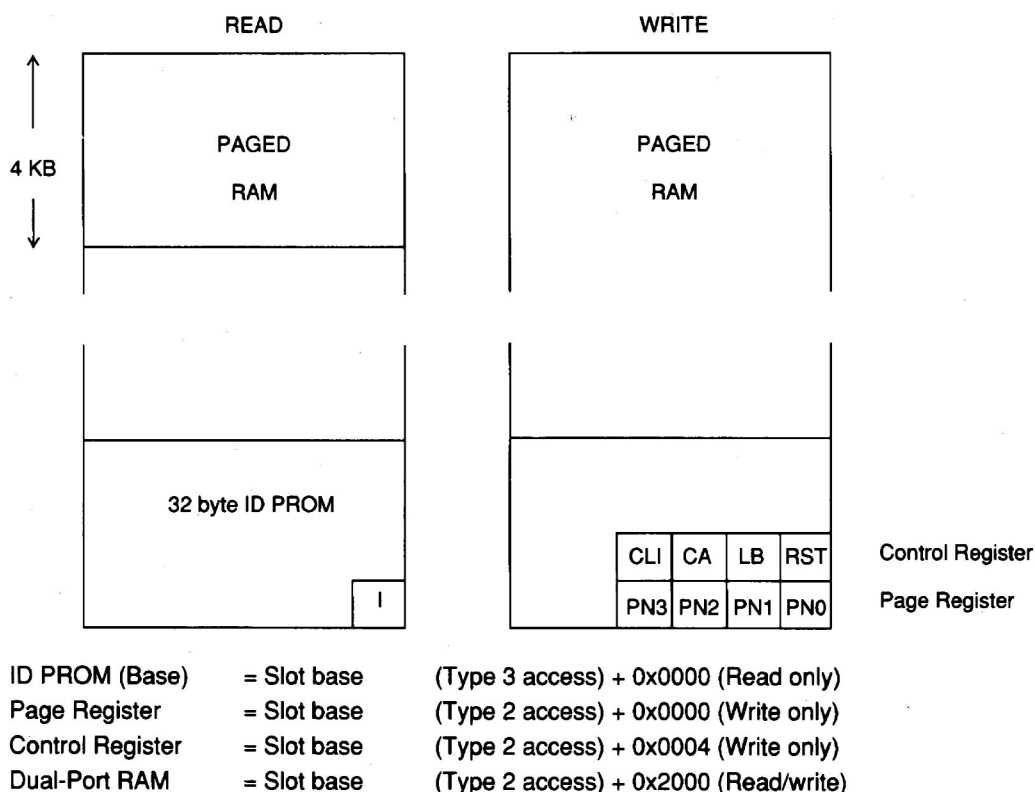 READ
WRITE
4 KB
PAGED
RAM
PAGED
RAM
32 byte ID PROM
I
CLI CA LB RST
Control Register
PN3 PN2 PN1 PN0
Page Register
ID PROM (Base) = Slot base (Type 3 access) + 0x0000 (Read only)
Page Register = Slot base (Type 2 access) + 0x0000 (Write only)
Control Register = Slot base (Type 2 access) + 0x0004 (Write only)
Dual-Port RAM = Slot base (Type 2 access) + 0x2000 (Read/write)